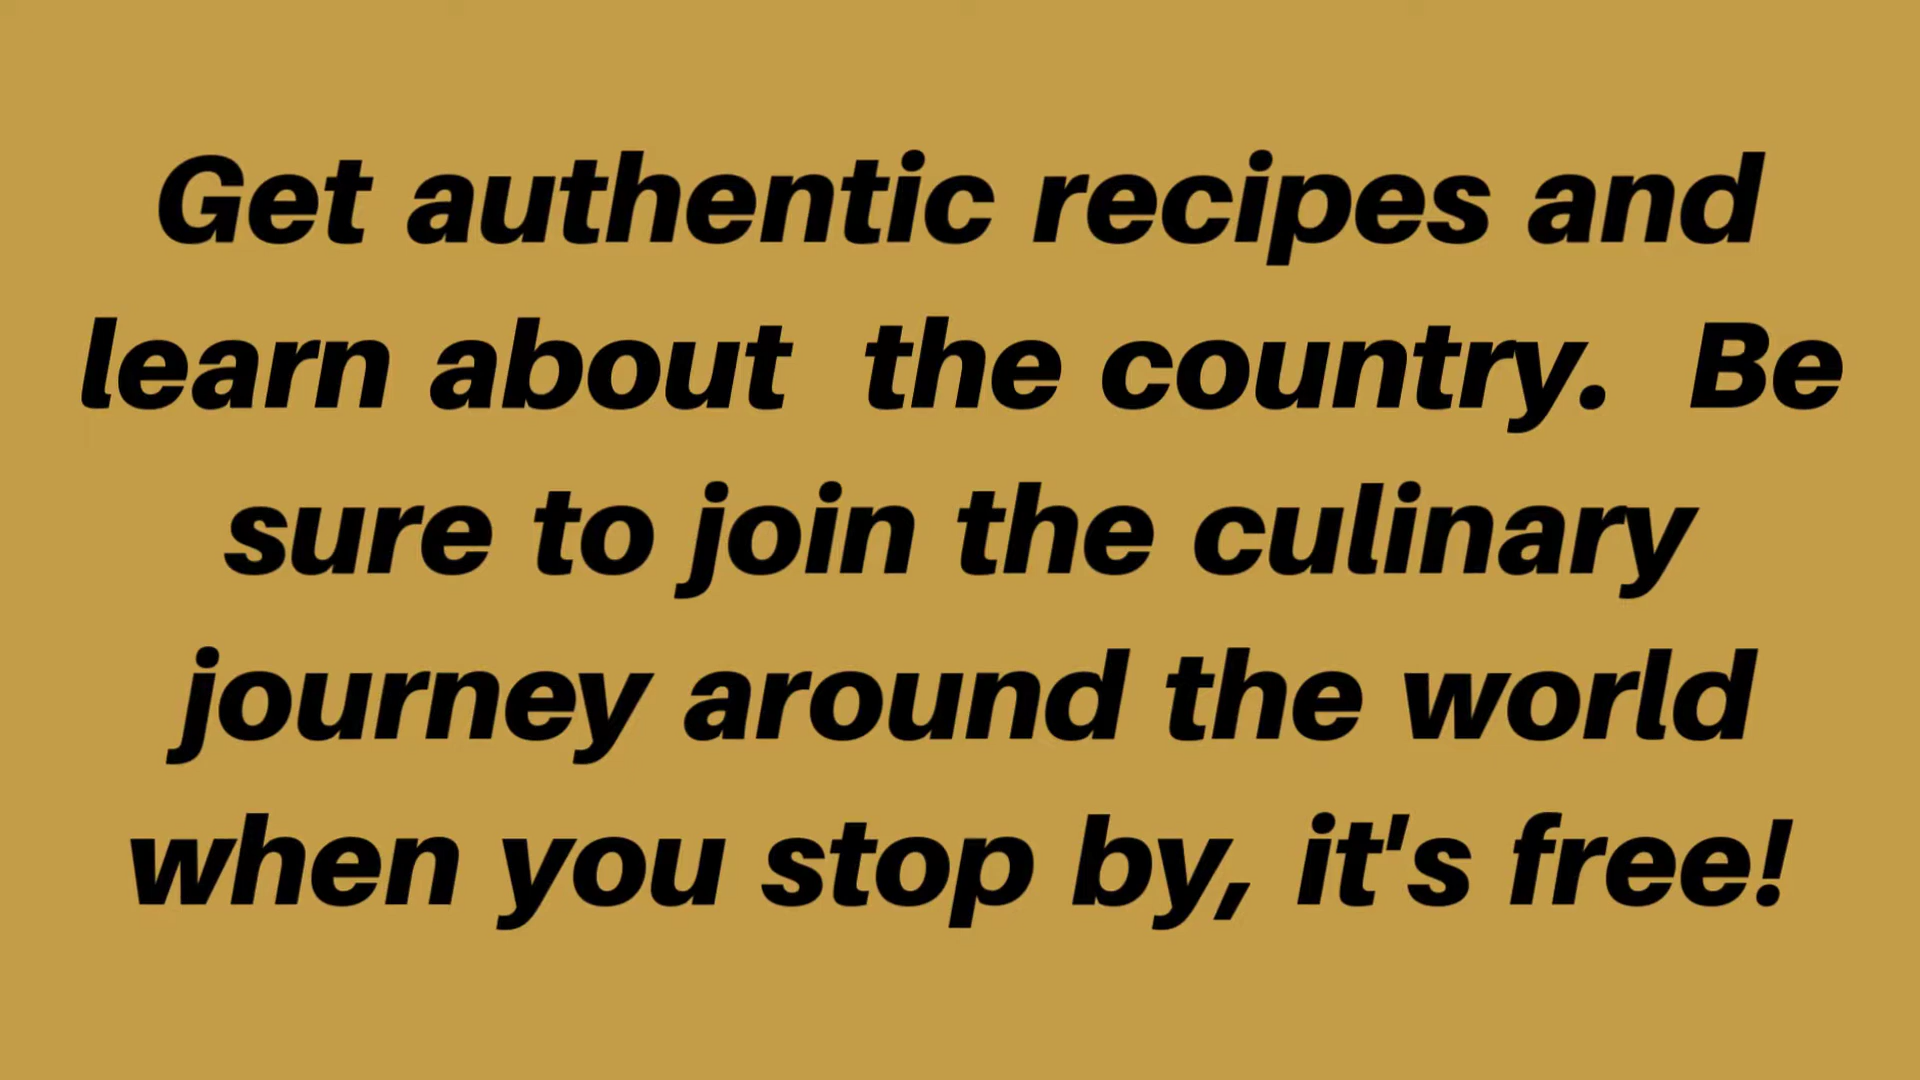 Get authentic recipes and
learn about  the country.  Be
sure to join the culinary
journey around the world
when you stop by, it's free!